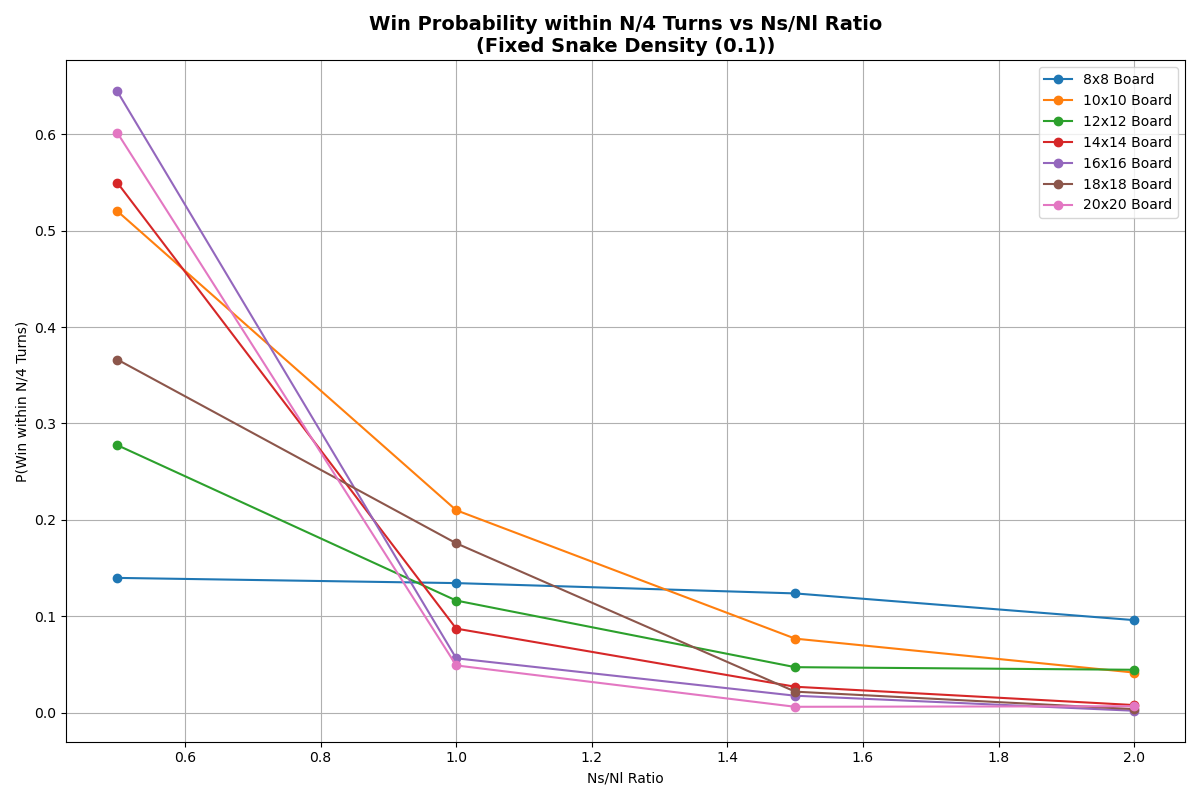 Win Probability within N/4 Turns vs Ns/Nl Ratio
(Fixed Snake Density (0.1))
8x8 Board
10x10 Board
12x12 Board
14x14 Board
16x16 Board
18x18 Board
20x20 Board
P(Win within N/4 Turns)
0.6
0.5
0.4
0.3
0.2
0.1
0.0
0.6
0.8
1.0
1.2
1.4
1.6
1.8
2.0
Ns/Nl Ratio